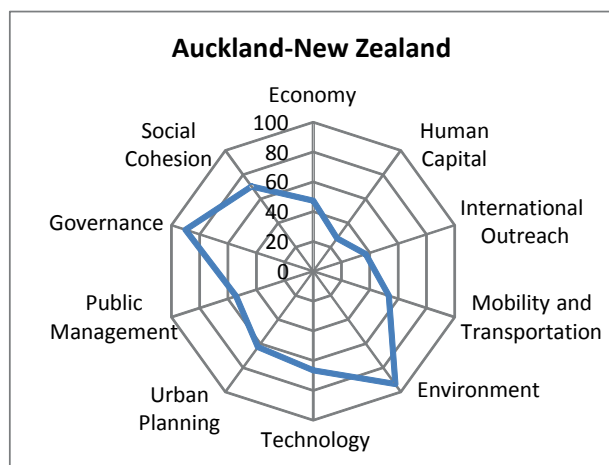 Auckland-New Zealand
Economy
Human
Capital
International
Outreach
Mobility and
Transportation
Environment
Technology
Urban
Planning
Public
Management
Governance
Social
Cohesion
100
80
60
40
20
0